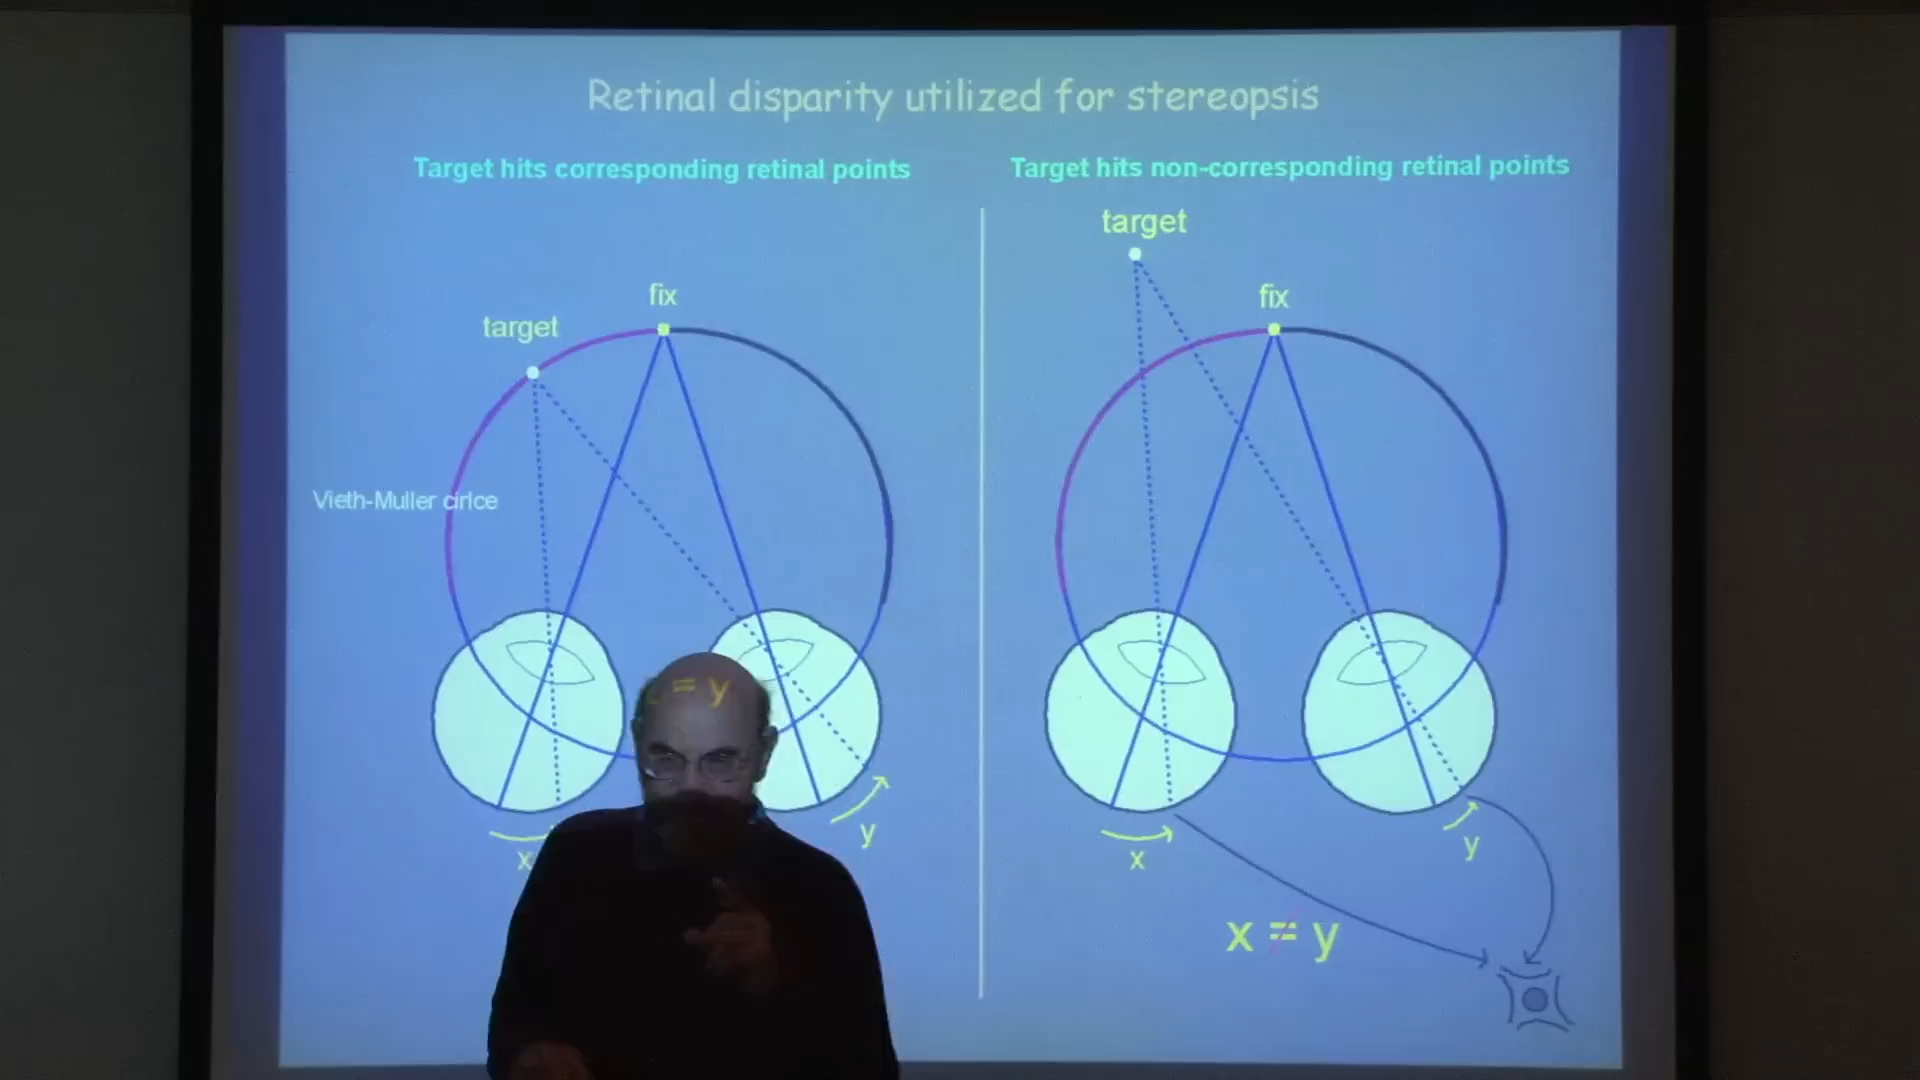 Retinal disparity utilized for stereopsis
Target hits corresponding retinal points
Target hits non-corresponding retinal points
target
fix
Vieth-Muller cirlce
= y
x
y
target
fix
x
y
x ≠ y